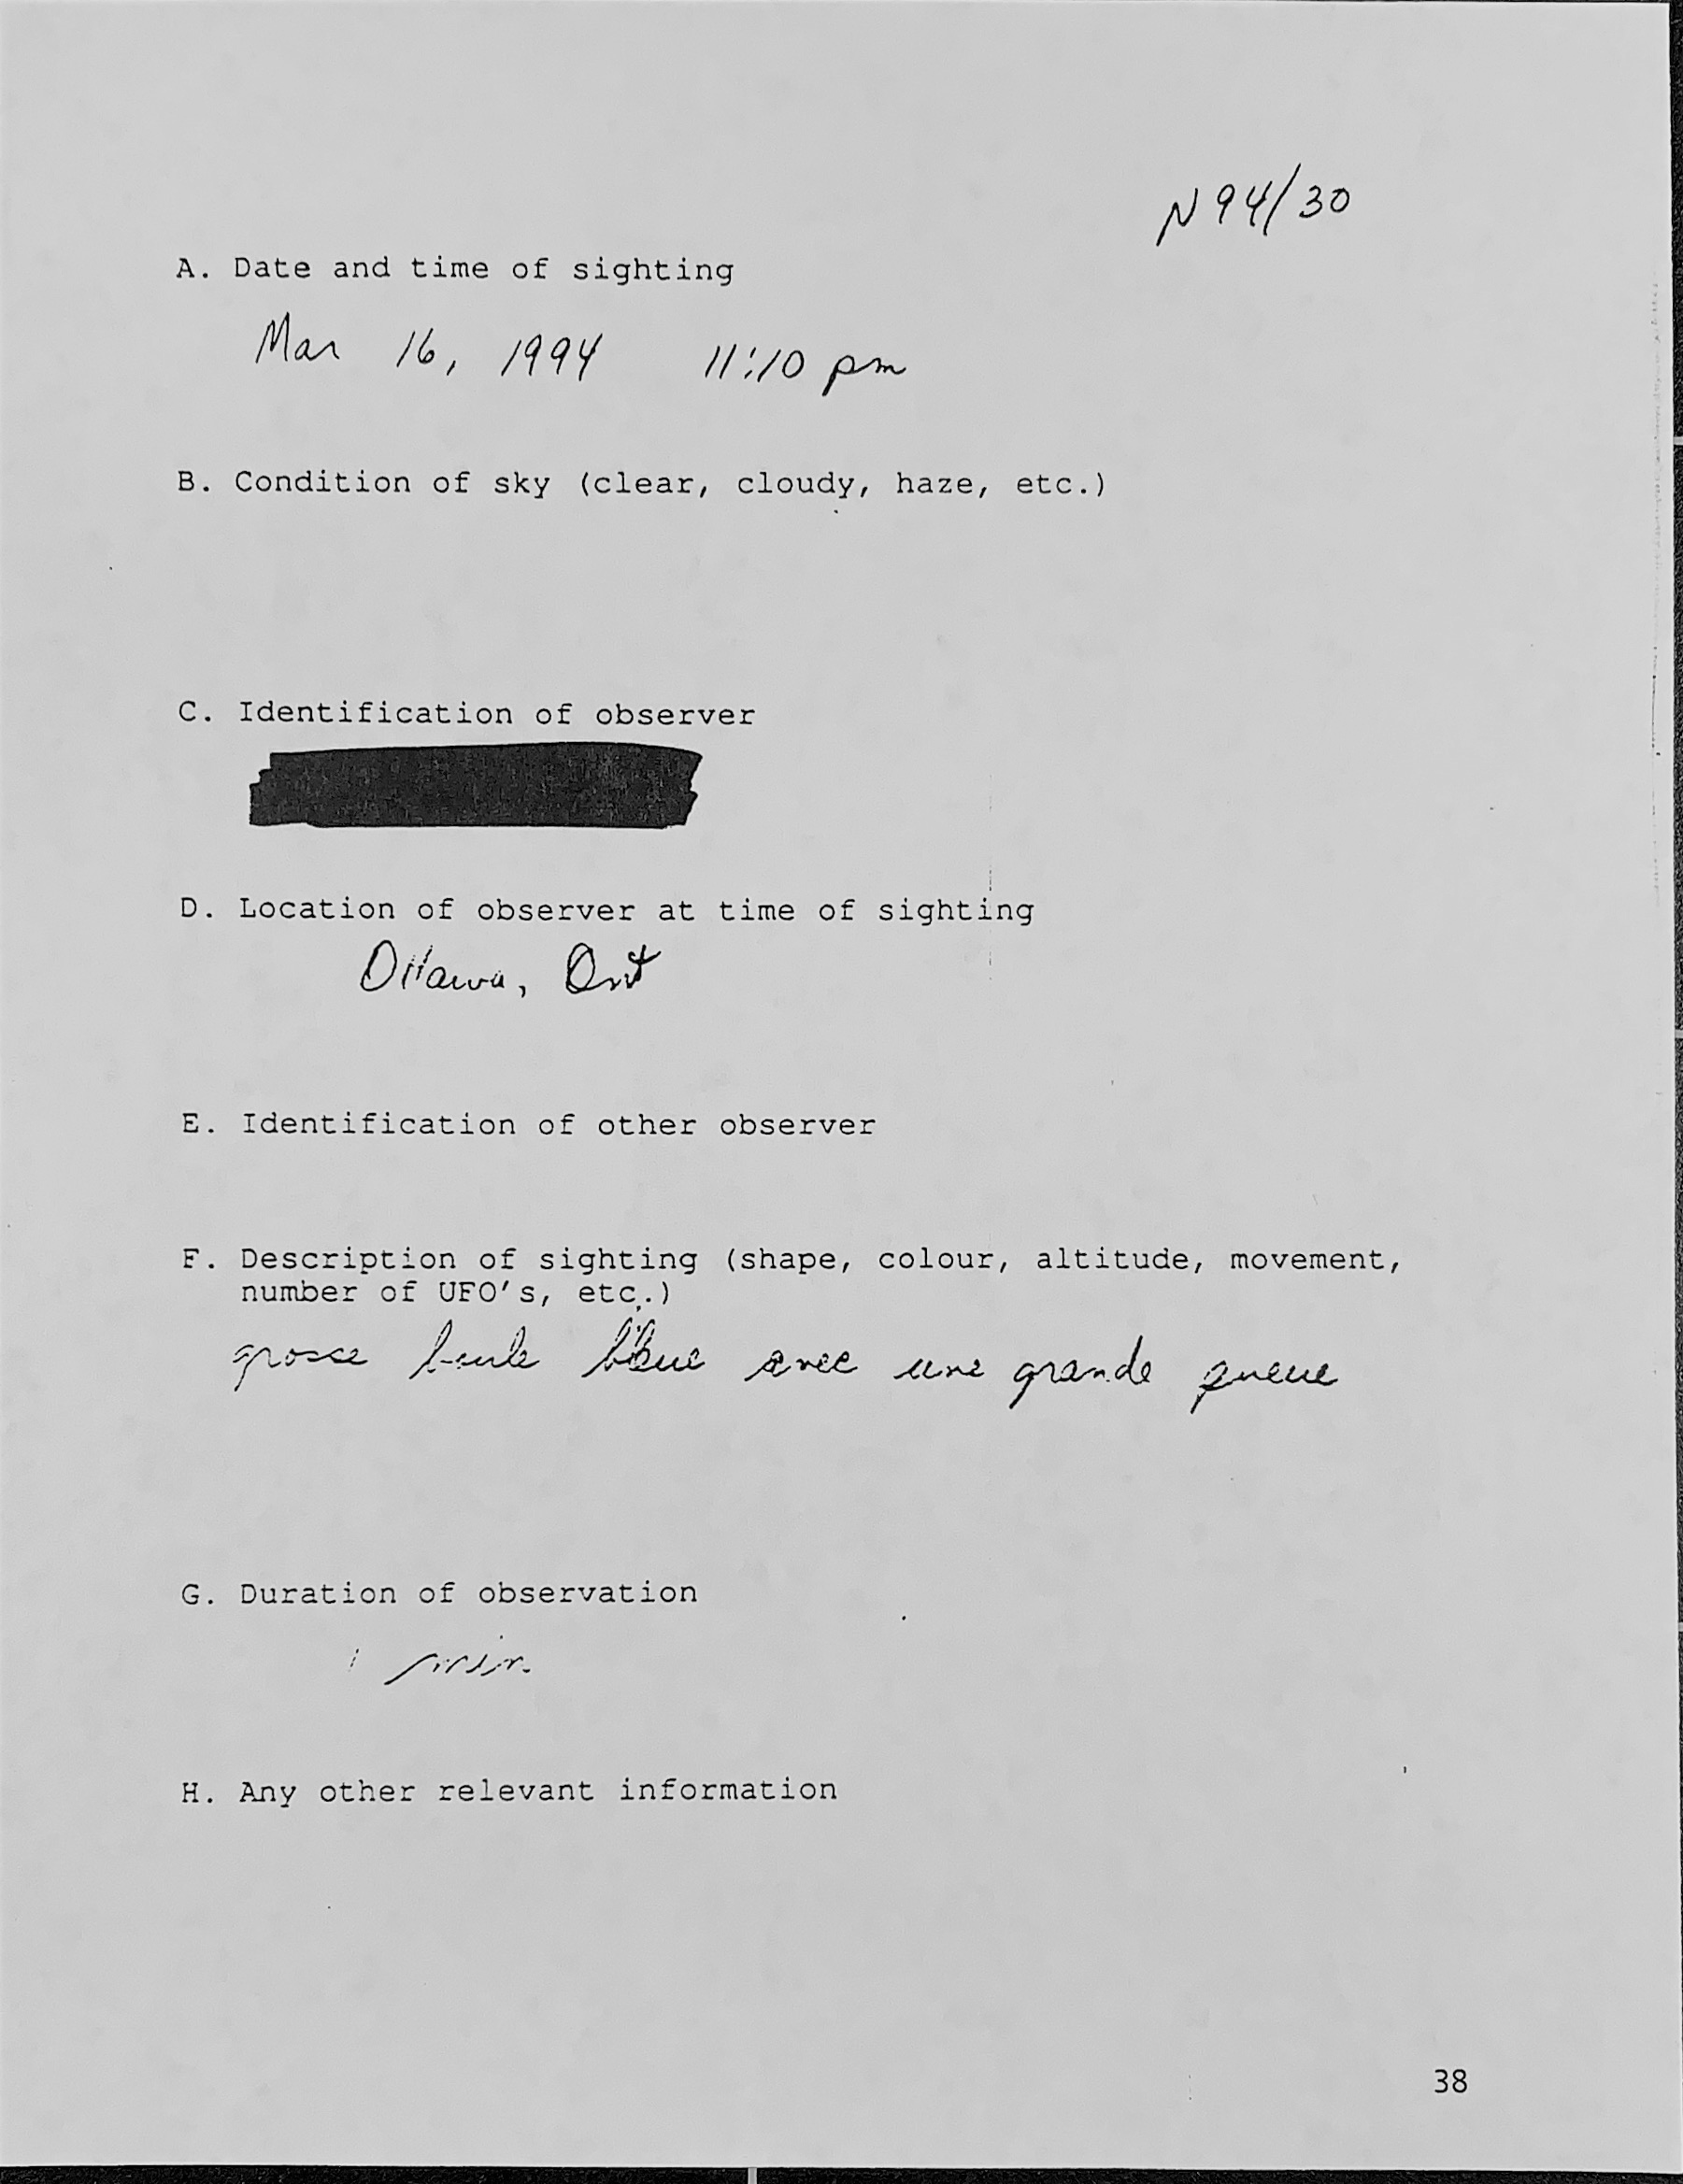 N94/30
A. Date and time of sighting
Mar 16, 1994 11:10 pm
B. Condition of sky (clear, cloudy, haze, etc.)
C. Identification of observer
D. Location of observer at time of sighting
Ottawa, Ont
E. Identification of other observer
F. Description of sighting (shape, colour, altitude, movement,
number of UFO's, etc.)
grosse boule bleue avec une grande queue
G. Duration of observation
1 min.
H. Any other relevant information
38